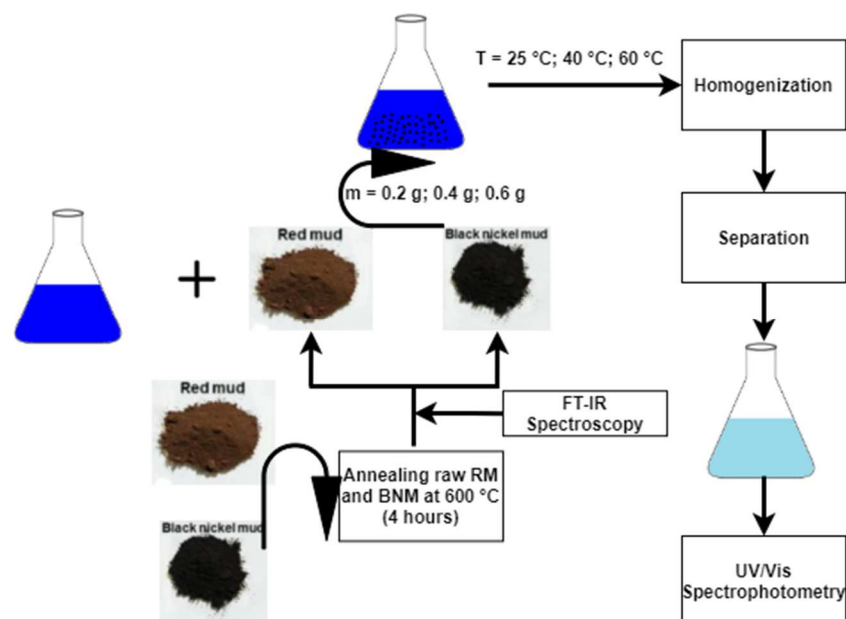 T = 25 °C; 40 °C; 60 °C
Homogenization
m = 0.2 g; 0.4 g; 0.6 g
Red mud
Black nickel mud
Separation
Red mud
FT-IR
Spectroscopy
Annealing raw RM
and BNM at 600 °C
(4 hours)
Black nickel mud
UV/Vis
Spectrophotometry